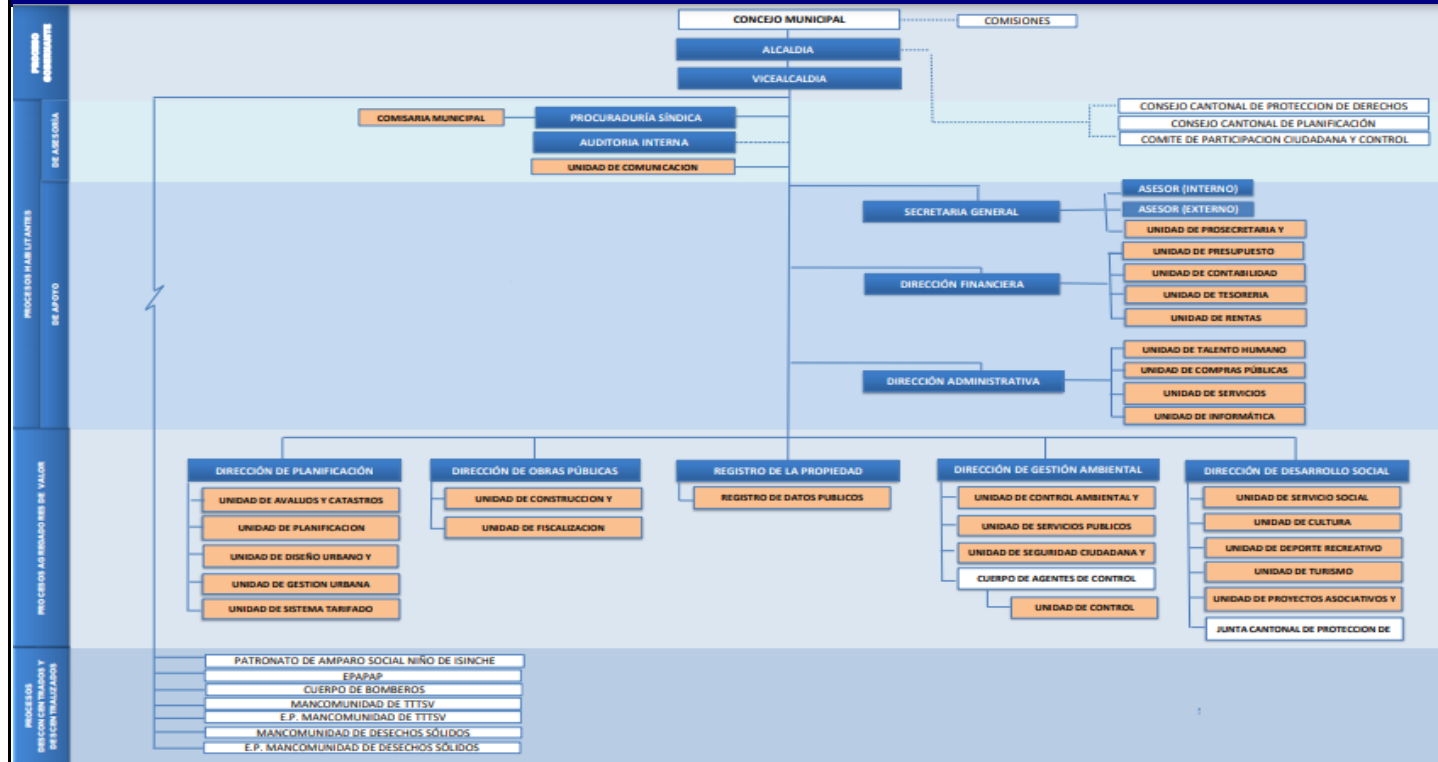 PROCESO
GOBERNANTE
CONCEJO MUNICIPAL
COMISIONES
ALCALDIA
VICEALCALDIA
PROCESOS HABILITANTES
DE ASESORÍA
COMISARIA MUNICIPAL
PROCURADURÍA SÍNDICA
AUDITORIA INTERNA
UNIDAD DE COMUNICACION
CONSEJO CANTONAL DE PROTECCION DE DERECHOS
CONSEJO CANTONAL DE PLANIFICACIÓN
COMITE DE PARTICIPACION CIUDADANA Y CONTROL
DE APOYO
SECRETARIA GENERAL
ASESOR (INTERNO)
ASESOR (EXTERNO)
UNIDAD DE PROSECRETARIA Y
DIRECCIÓN FINANCIERA
UNIDAD DE PRESUPUESTO
UNIDAD DE CONTABILIDAD
UNIDAD DE TESORERIA
UNIDAD DE RENTAS
DIRECCIÓN ADMINISTRATIVA
UNIDAD DE TALENTO HUMANO
UNIDAD DE COMPRAS PÚBLICAS
UNIDAD DE SERVICIOS
UNIDAD DE INFORMÁTICA
PROCESOS AGREGADORES DE VALOR
DIRECCIÓN DE PLANIFICACIÓN
UNIDAD DE AVALUOS Y CATASTROS
UNIDAD DE PLANIFICACION
UNIDAD DE DISEÑO URBANO Y
UNIDAD DE GESTION URBANA
UNIDAD DE SISTEMA TARIFADO
DIRECCIÓN DE OBRAS PÚBLICAS
UNIDAD DE CONSTRUCCION Y
UNIDAD DE FISCALIZACION
REGISTRO DE LA PROPIEDAD
REGISTRO DE DATOS PUBLICOS
DIRECCIÓN DE GESTIÓN AMBIENTAL
UNIDAD DE CONTROL AMBIENTAL Y
UNIDAD DE SERVICIOS PUBLICOS
UNIDAD DE SEGURIDAD CIUDADANA Y
CUERPO DE AGENTES DE CONTROL
UNIDAD DE CONTROL
DIRECCIÓN DE DESARROLLO SOCIAL
UNIDAD DE SERVICIO SOCIAL
UNIDAD DE CULTURA
UNIDAD DE DEPORTE RECREATIVO
UNIDAD DE TURISMO
UNIDAD DE PROYECTOS ASOCIATIVOS Y
JUNTA CANTONAL DE PROTECCION DE
PROCESOS
DESCONCENTRADOS Y
DESCENTRALIZADOS
PATRONATO DE AMPARO SOCIAL NIÑO DE ISINCHE
EPAPAP
CUERPO DE BOMBEROS
MANCOMUNIDAD DE TTTSV
E.P. MANCOMUNIDAD DE TTTSV
MANCOMUNIDAD DE DESECHOS SÓLIDOS
E.P. MANCOMUNIDAD DE DESECHOS SÓLIDOS